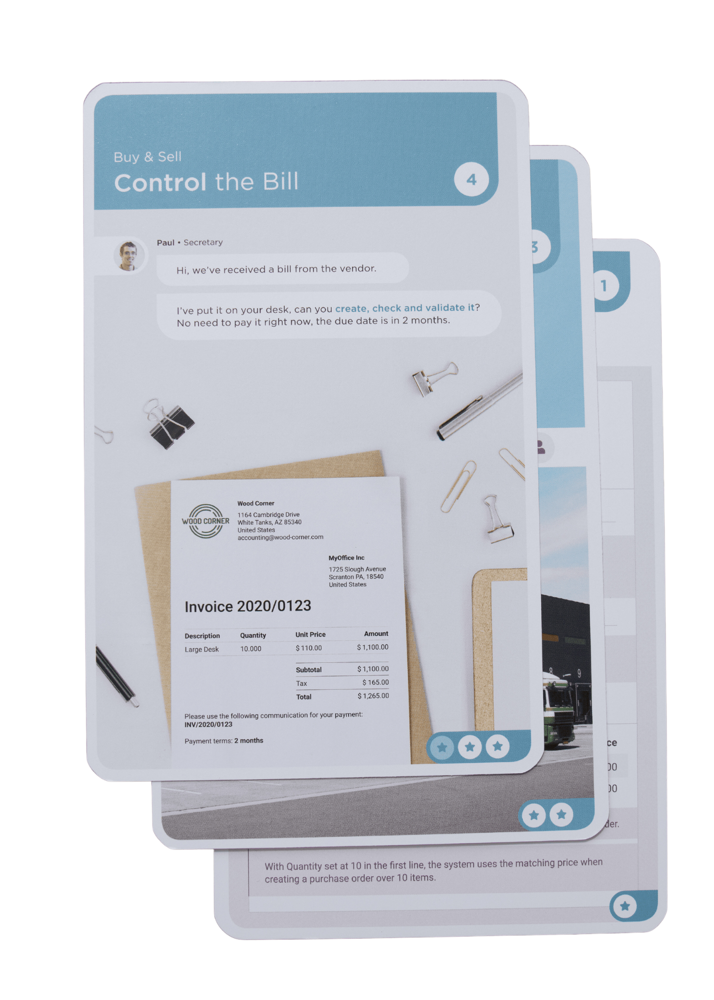 Buy & Sell
Control the Bill
4
Paul • Secretary
Hi, we've received a bill from the vendor.
I've put it on your desk, can you create, check and validate it?
No need to pay it right now, the due date is in 2 months.
WOOD CORNER
Wood Corner
1164 Cambridge Drive
White Tanks, AZ 85340
United States
accounting@wood-corner.com
MyOffice Inc
1725 Slough Avenue
Scranton PA, 18540
United States
Invoice 2020/0123
Description Quantity Unit Price Amount
Large Desk 10.000 $ 110.00 $ 1,100.00
Subtotal $ 1,100.00
Tax $ 165.00
Total $ 1,265.00
Please use the following communication for your payment:
INV/2020/0123
Payment terms: 2 months
3
8 9
1
With Quantity set at 10 in the first line, the system uses the matching price when
creating a purchase order over 10 items.